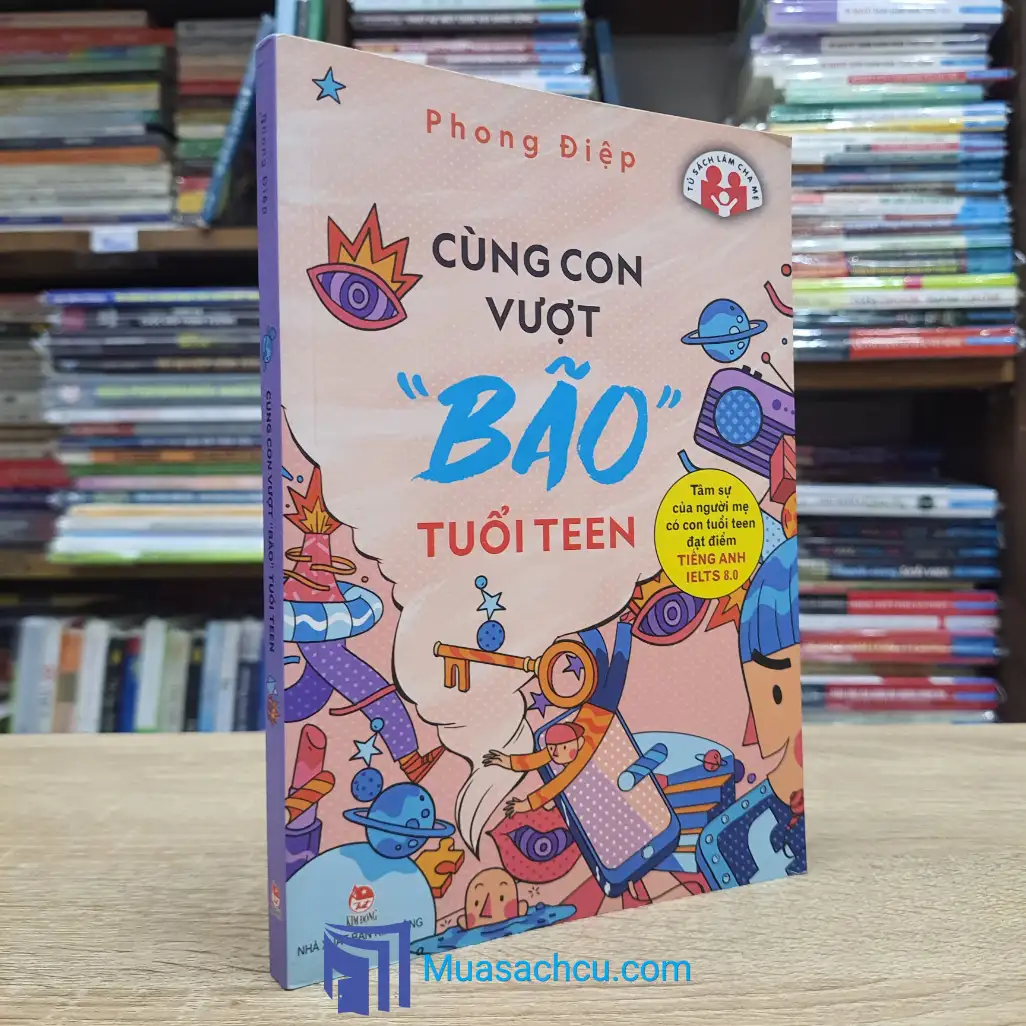 Phong Điệp
TỦ SÁCH LÀM CHA MẸ
CÙNG CON
VƯỢT
"BÃO"
TUỔI TEEN
Tâm sự
của người mẹ
có con tuổi teen
đạt điểm
TIẾNG ANH
IELTS 8.0
Phong Điệp
CÙNG CON VƯỢT "BÃO" TUỔI TEEN
KIM ĐỒNG
NHÀ
Muasachcu.com